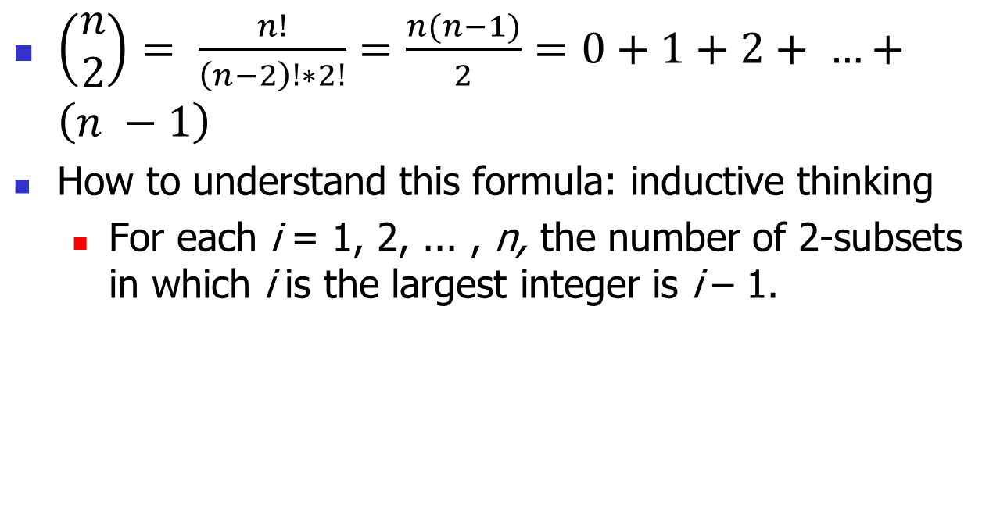 ▪ $\binom{n}{2} = \frac{n!}{(n-2)!*2!} = \frac{n(n-1)}{2} = 0 + 1 + 2 + \ ... +$
$(n \ - 1)$
▪ How to understand this formula: inductive thinking
▪ For each i = 1, 2, … , n, the number of 2-subsets
in which i is the largest integer is i – 1.